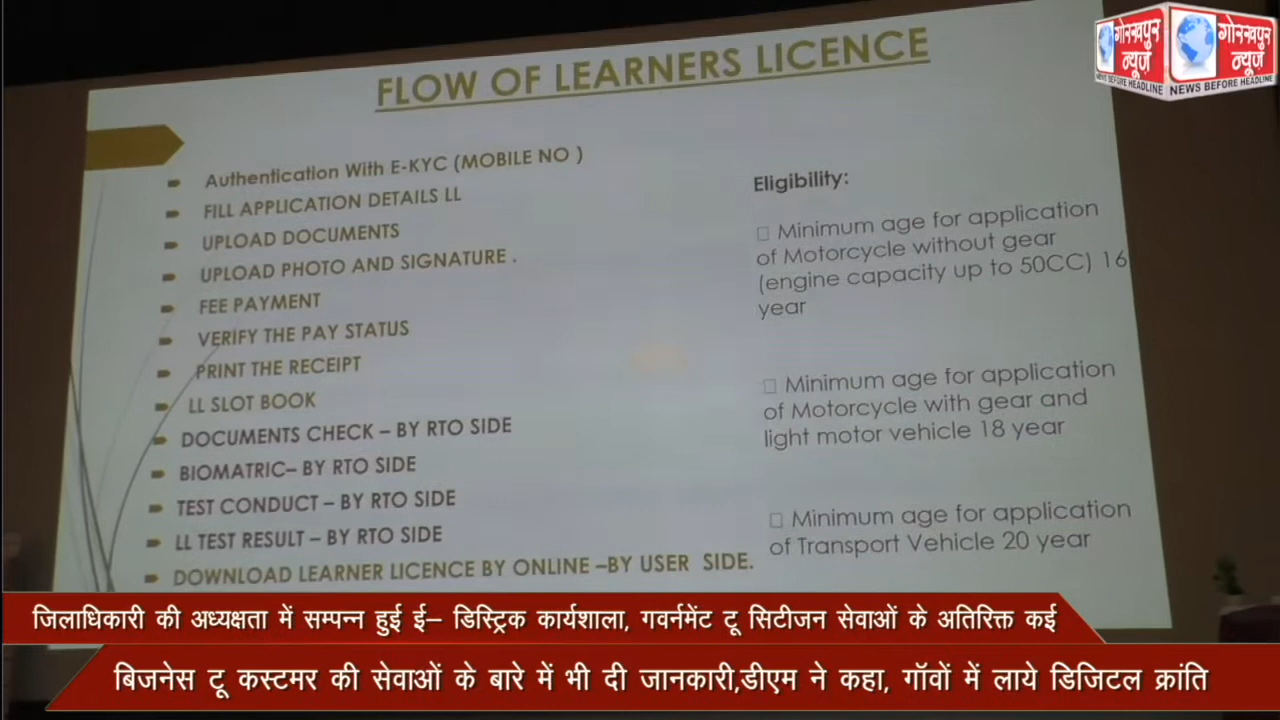 FLOW OF LEARNERS LICENCE
Authentication With E-KYC (MOBILE NO )
FILL APPLICATION DETAILS LL
UPLOAD DOCUMENTS
UPLOAD PHOTO AND SIGNATURE .
FEE PAYMENT
VERIFY THE PAY STATUS
PRINT THE RECEIPT
LL SLOT BOOK
DOCUMENTS CHECK – BY RTO SIDE
BIOMATRIC– BY RTO SIDE
TEST CONDUCT – BY RTO SIDE
LL TEST RESULT – BY RTO SIDE
DOWNLOAD LEARNER LICENCE BY ONLINE –BY USER SIDE.
Eligibility:
Minimum age for application
of Motorcycle without gear
(engine capacity up to 50CC) 16
year
Minimum age for application
of Motorcycle with gear and
light motor vehicle 18 year
Minimum age for application
of Transport Vehicle 20 year
गोरखपुर
न्यूज
NEWS BEFORE HEADLINE
गोरखपुर
न्यूज
NEWS BEFORE HEADLINE
जिलाधिकारी की अध्यक्षता में सम्पन्न हुई ई– डिस्ट्रिक कार्यशाला, गवर्नमेंट टू सिटीजन सेवाओं के अतिरिक्त कई
बिजनेस टू कस्टमर की सेवाओं के बारे में भी दी जानकारी,डीएम ने कहा, गॉवों में लाये डिजिटल क्रांति